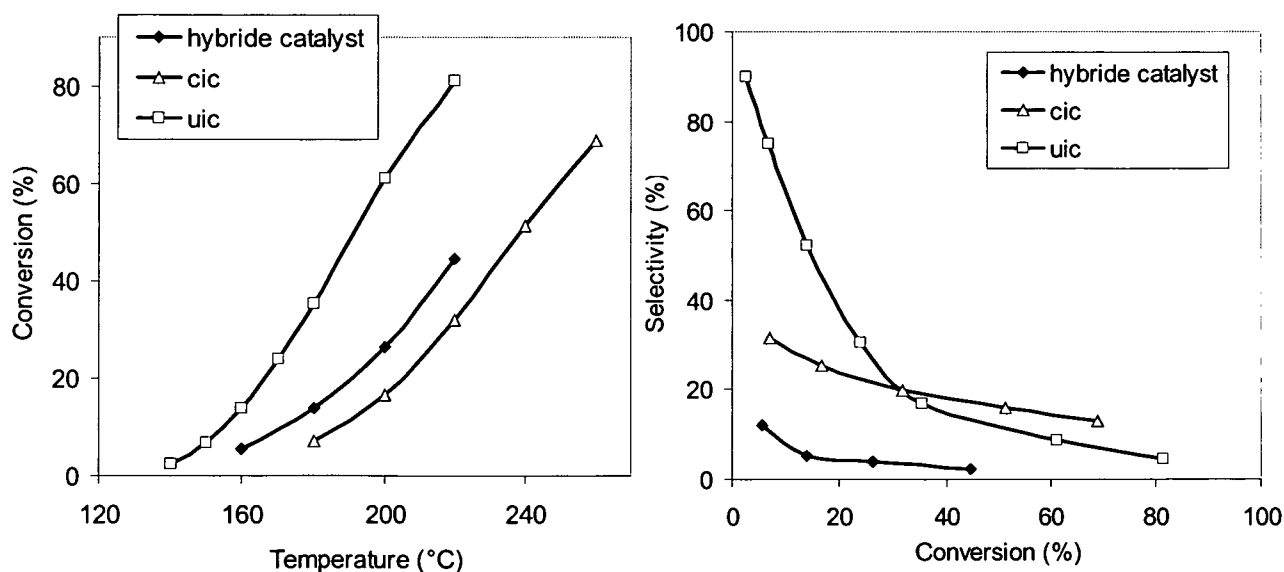 hybride catalyst
cic
uic
80
60
40
20
0
120
160
200
240
Conversion (%)
Temperature (°C)
100
80
60
40
20
0
0
20
40
60
80
100
Selectivity (%)
Conversion (%)
hybride catalyst
cic
uic